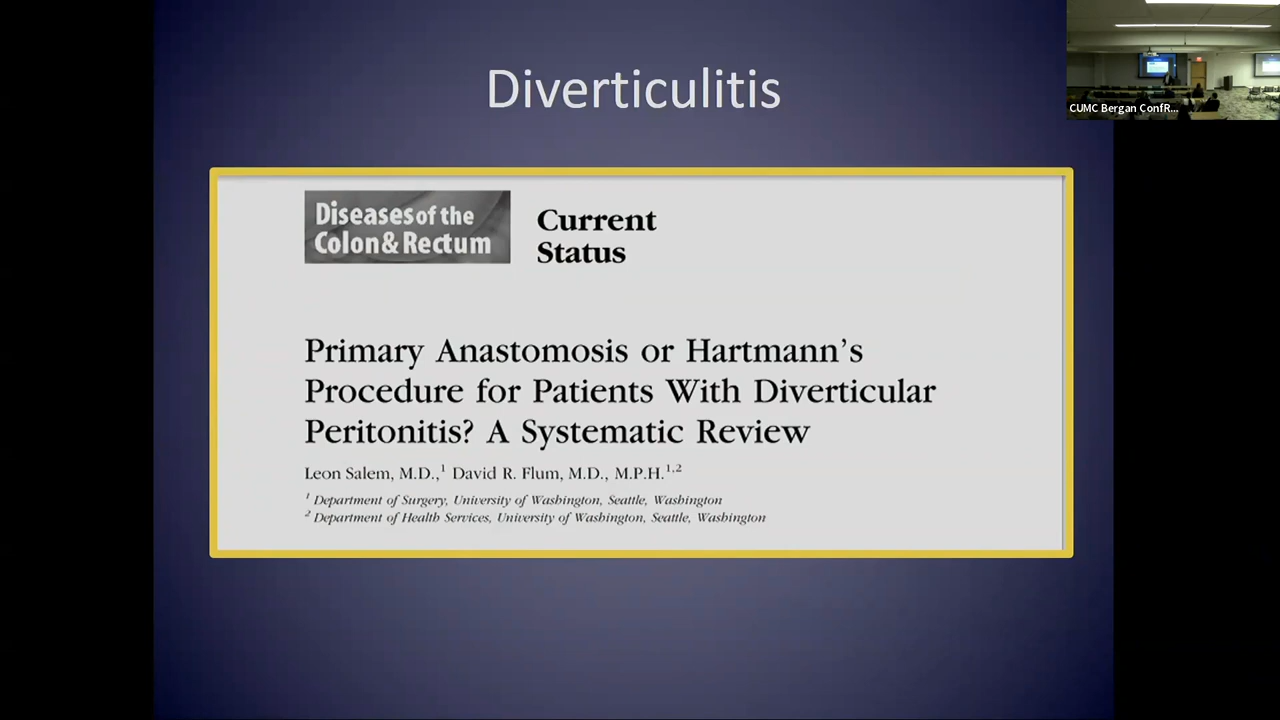 Diverticulitis
CUMC Bergan ConfR...
Diseases of the
Colon & Rectum
Current
Status
Primary Anastomosis or Hartmann's
Procedure for Patients With Diverticular
Peritonitis? A Systematic Review
Leon Salem, M.D.,1 David R. Flum, M.D., M.P.H.1,2
1 Department of Surgery, University of Washington, Seattle, Washington
2 Department of Health Services, University of Washington, Seattle, Washington